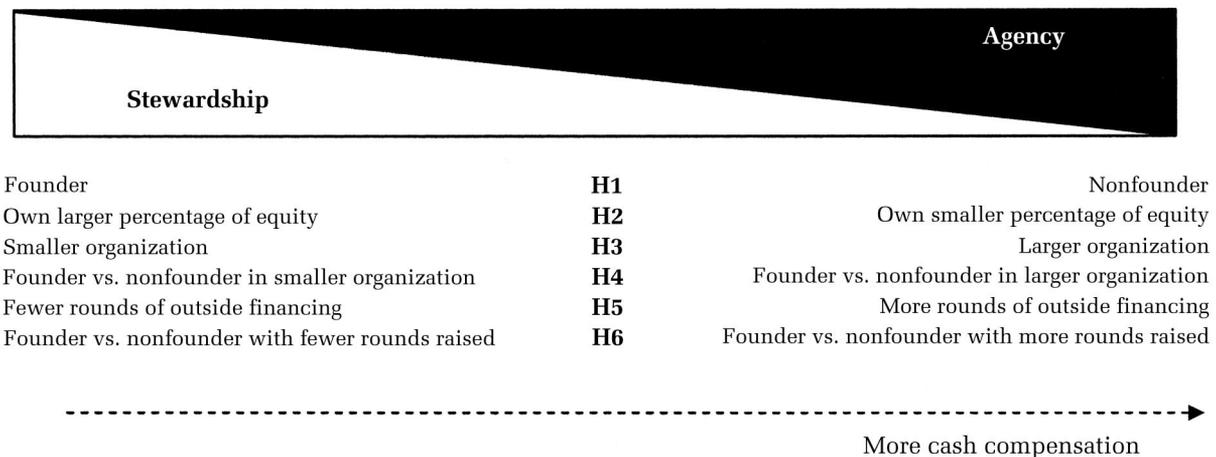 Agency
Stewardship
Founder H1 Nonfounder
Own larger percentage of equity H2 Own smaller percentage of equity
Smaller organization H3 Larger organization
Founder vs. nonfounder in smaller organization H4 Founder vs. nonfounder in larger organization
Fewer rounds of outside financing H5 More rounds of outside financing
Founder vs. nonfounder with fewer rounds raised H6 Founder vs. nonfounder with more rounds raised
More cash compensation